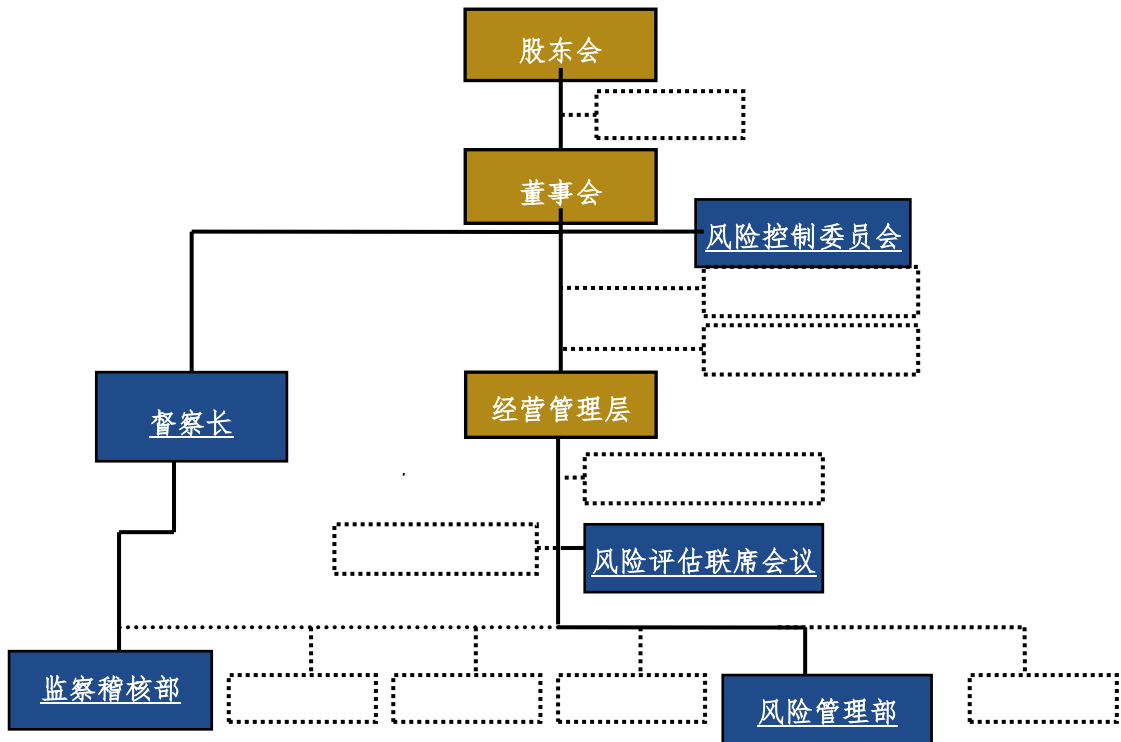 股东会
董事会
风险控制委员会
经营管理层
督察长
风险评估联席会议
监察稽核部
风险管理部